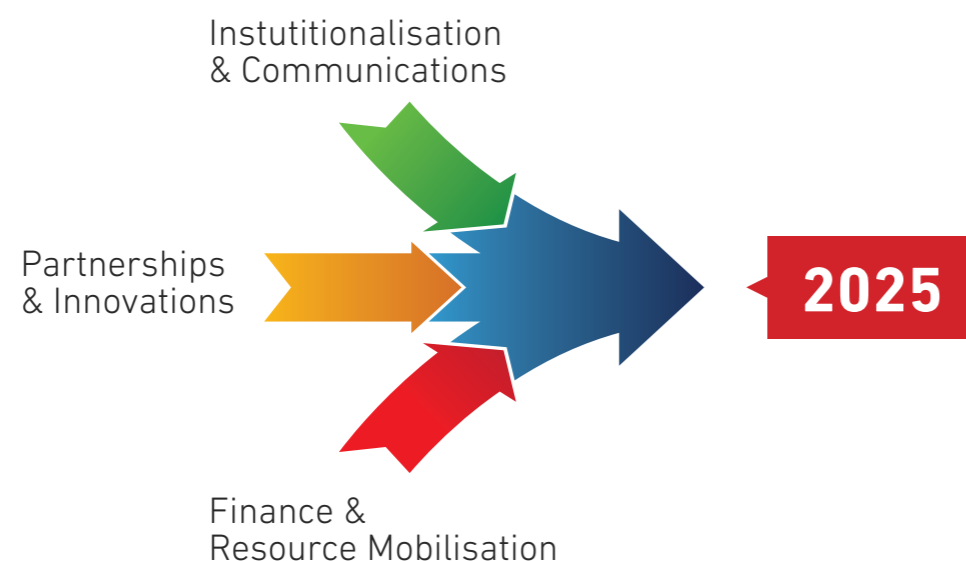 Instutitionalisation
& Communications
Partnerships
& Innovations
2025
Finance &
Resource Mobilisation